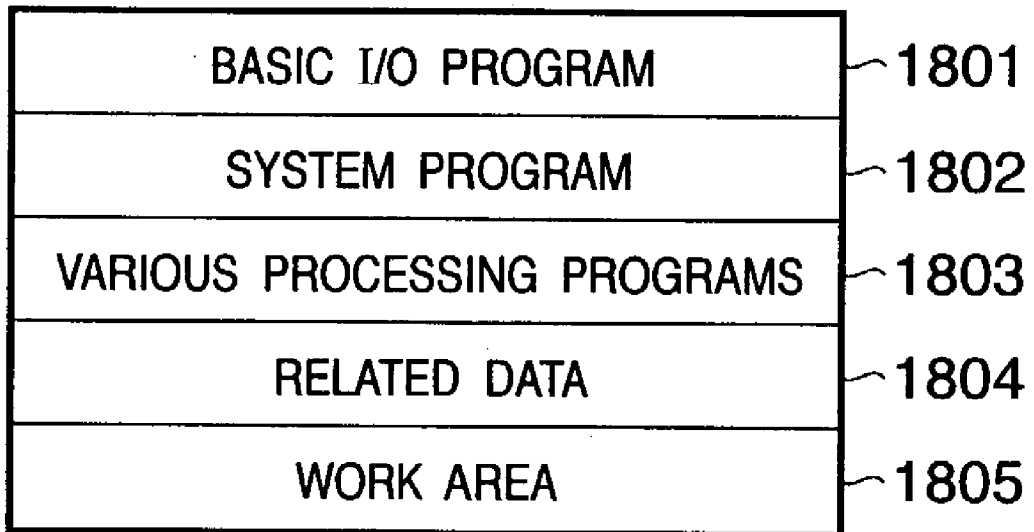 BASIC I/O PROGRAM 1801
SYSTEM PROGRAM 1802
VARIOUS PROCESSING PROGRAMS 1803
RELATED DATA 1804
WORK AREA 1805